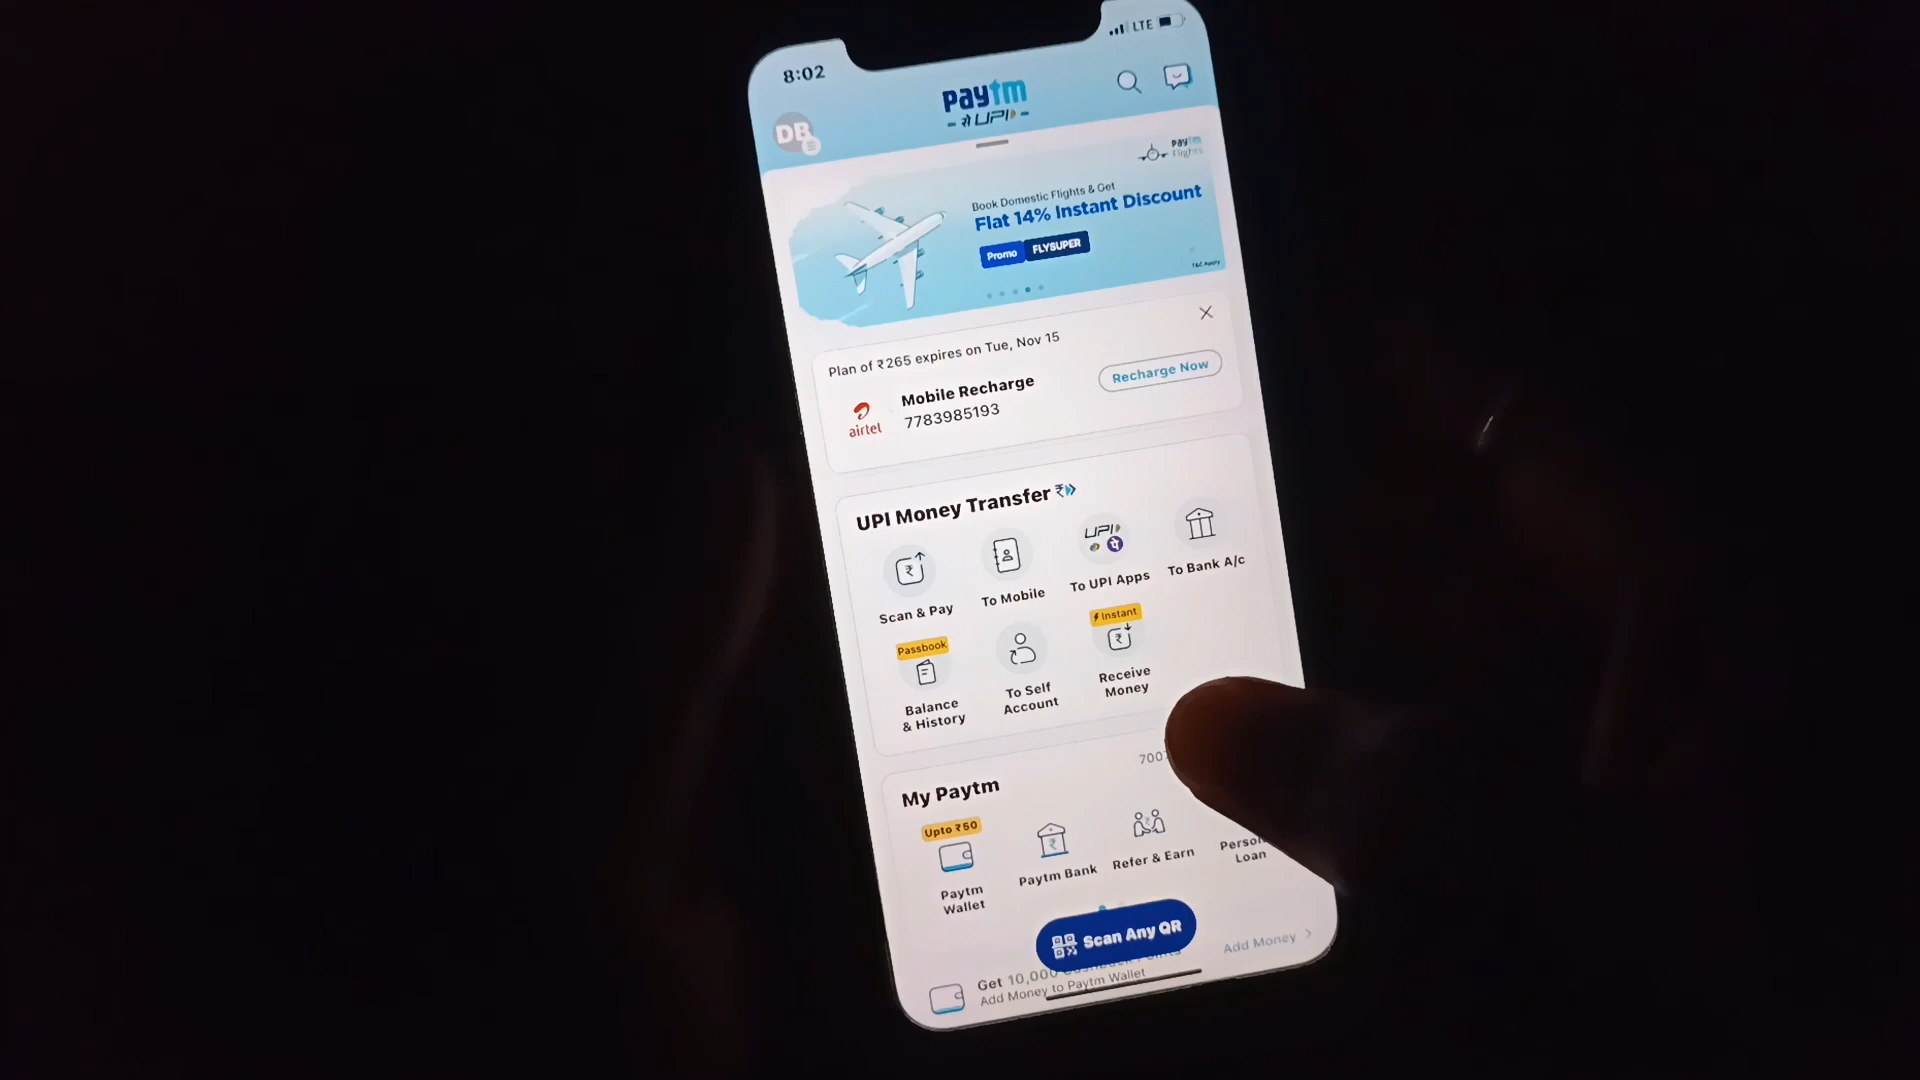 8:02
LTE
DB
paytm
से UPI
paytm
Flights
Book Domestic Flights & Get
Flat 14% Instant Discount
Promo FLYSUPER
T&C Apply
Plan of ₹265 expires on Tue, Nov 15
airtel
Mobile Recharge
7783985193
Recharge Now
UPI Money Transfer ₹
₹
Scan & Pay
To Mobile
UPI
पे
To UPI Apps
To Bank A/c
Passbook
Balance
& History
To Self
Account
Instant
₹
Receive
Money
My Paytm
700
Upto ₹50
Paytm
Wallet
₹
Paytm Bank
Refer & Earn
Loan
Scan Any QR
Get 10,000
Add Money to Paytm Wallet
Add Money